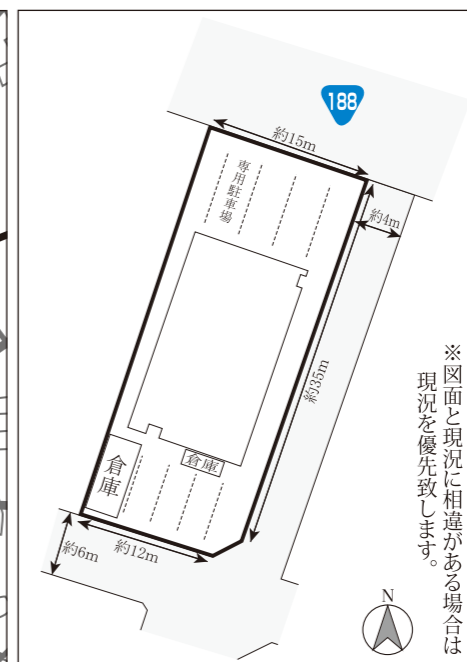 188
約15m
専用駐車場
約4m
約35m
※図面と現況に相違がある場合は
現況を優先致します。
倉庫
倉庫
約6m
約12m
N